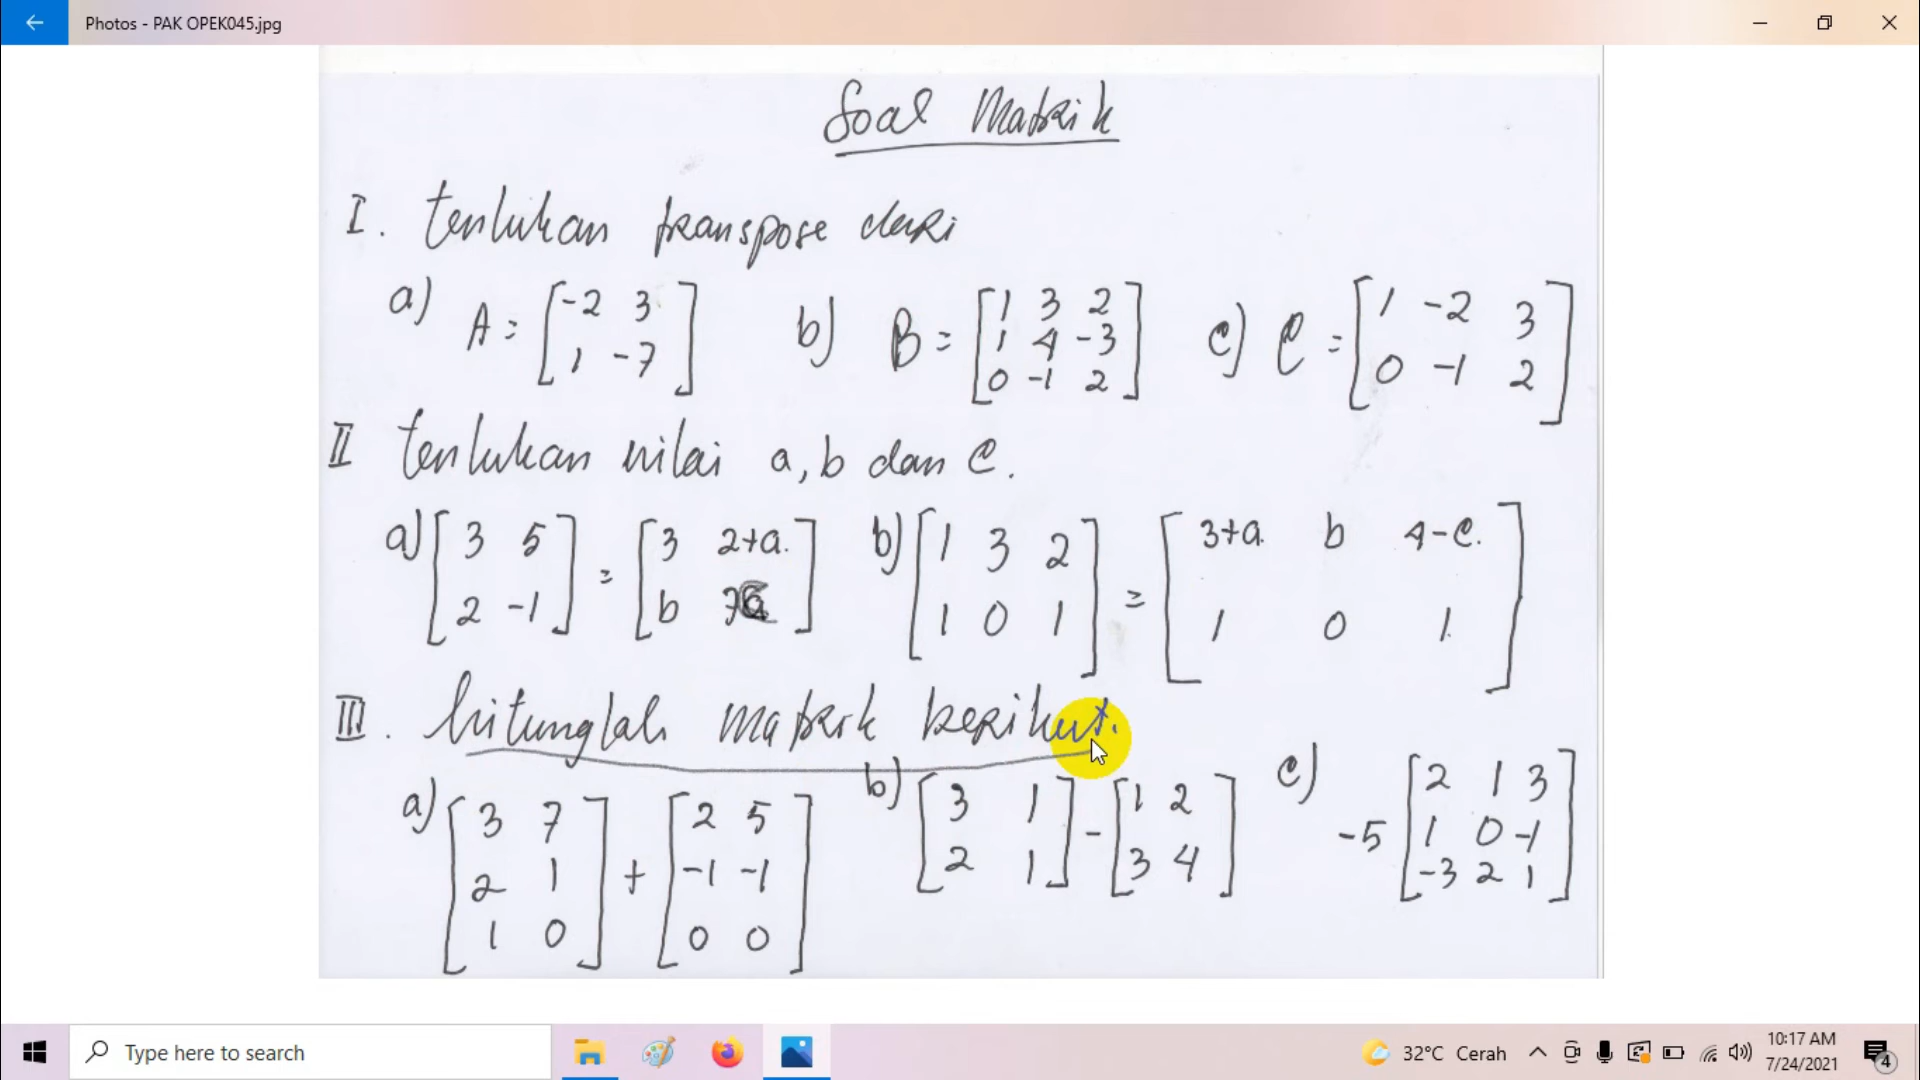 Photos - PAK OPEK045.jpg
Soal Matrik
I. tentukan transpose dari
a) A = [-2 3
1 -7]
b) B = [1 3 2
1 4 -3
0 -1 2]
c) C = [1 -2 3
0 -1 2]
II tentukan nilai a, b dan c.
a) [3 5
2 -1] = [3 2+a.
b]
b) [1 3 2
1 0 1] = [3+a. b 4-c.
1 0 1.]
III. hitunglah matrik berikut.
a) [3 7
2 1
1 0] + [2 5
-1 -1
0 0]
b) [3 1
2 1] - [1 2
3 4]
c) -5 [2 1 3
1 0 -1
-3 2 1]
Type here to search
32°C Cerah
10:17 AM
7/24/2021
4